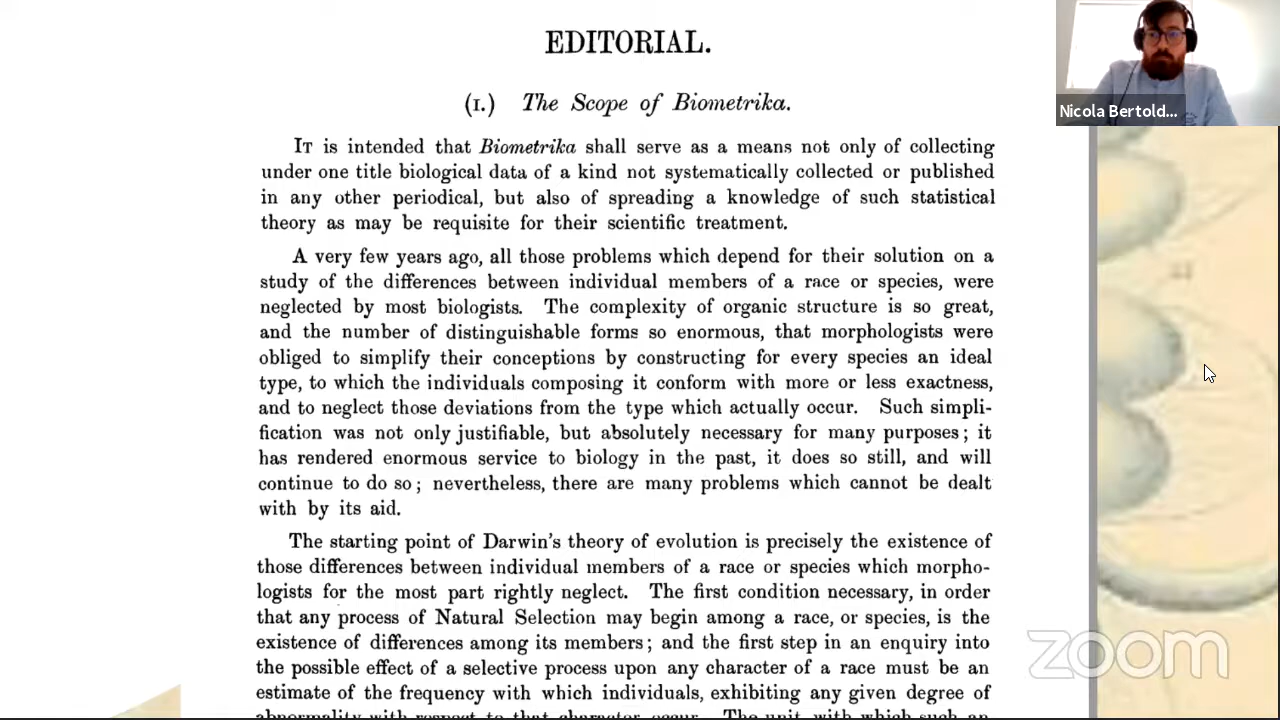 EDITORIAL.
(I.) The Scope of Biometrika.
IT is intended that Biometrika shall serve as a means not only of collecting
under one title biological data of a kind not systematically collected or published
in any other periodical, but also of spreading a knowledge of such statistical
theory as may be requisite for their scientific treatment.
A very few years ago, all those problems which depend for their solution on a
study of the differences between individual members of a race or species, were
neglected by most biologists. The complexity of organic structure is so great,
and the number of distinguishable forms so enormous, that morphologists were
obliged to simplify their conceptions by constructing for every species an ideal
type, to which the individuals composing it conform with more or less exactness,
and to neglect those deviations from the type which actually occur. Such simpli-
fication was not only justifiable, but absolutely necessary for many purposes; it
has rendered enormous service to biology in the past, it does so still, and will
continue to do so; nevertheless, there are many problems which cannot be dealt
with by its aid.
The starting point of Darwin's theory of evolution is precisely the existence of
those differences between individual members of a race or species which morpho-
logists for the most part rightly neglect. The first condition necessary, in order
that any process of Natural Selection may begin among a race, or species, is the
existence of differences among its members; and the first step in an enquiry into
the possible effect of a selective process upon any character of a race must be an
estimate of the frequency with which individuals, exhibiting any given degree of
abnormality with respect to that character occur. The unit with which such an
Nicola Bertold...
zoom